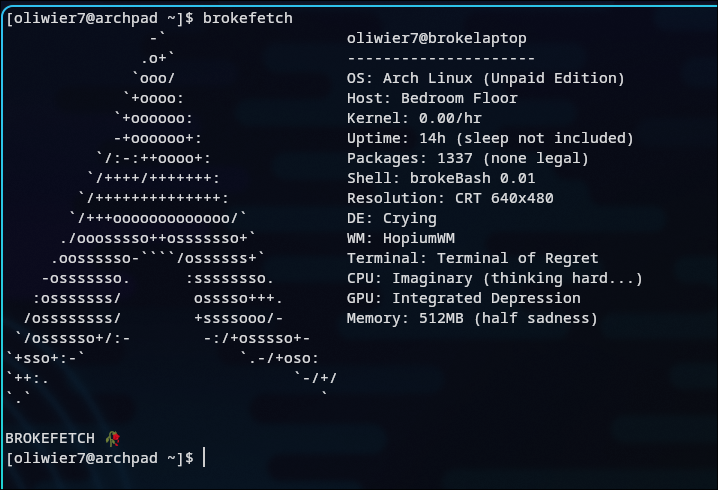 [oliwier7@archpad ~]$ brokefetch
                -`                    oliwier7@brokelaptop
               .o+`                   ---------------------
              `ooo/                   OS: Arch Linux (Unpaid Edition)
             `+oooo:                  Host: Bedroom Floor
            `+oooooo:                 Kernel: 0.00/hr
            -+oooooo+:                Uptime: 14h (sleep not included)
          `/:-:++oooo+:               Packages: 1337 (none legal)
         `/++++/+++++++:              Shell: brokeBash 0.01
        `/++++++++++++++:             Resolution: CRT 640x480
       `/+++ooooooooooooo/`           DE: Crying
      ./ooosssso++osssssso+`          WM: HopiumWM
     .oossssso-````/ossssss+`         Terminal: Terminal of Regret
    -osssssso.      :ssssssso.        CPU: Imaginary (thinking hard...)
   :osssssss/        osssso+++.       GPU: Integrated Depression
  /ossssssss/        +ssssooo/-       Memory: 512MB (half sadness)
 `/ossssso+/:-        -:/+osssso+-
`+sso+:-`                 `.-/+oso:
`++:.                           `-/+/
`.`                                `

BROKEFETCH 🥀
[oliwier7@archpad ~]$